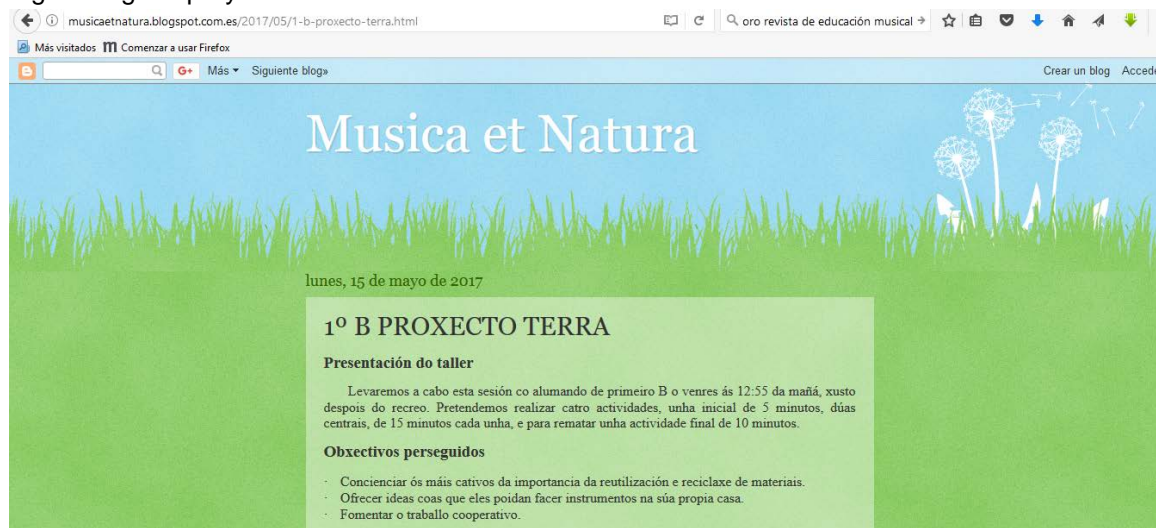 musicaetnatura.blogspot.com.es/2017/05/1-b-proxecto-terra.html
oro revista de educación musical
Más visitados Comenzar a usar Firefox
G+ Más Siguiente blog»
Crear un blog Accede
Musica et Natura
lunes, 15 de mayo de 2017
1º B PROXECTO TERRA
Presentación do taller
Levaremos a cabo esta sesión co alumando de primeiro B o venres ás 12:55 da mañá, xusto
despois do recreo. Pretendemos realizar catro actividades, unha inicial de 5 minutos, dúas
centrais, de 15 minutos cada unha, e para rematar unha actividade final de 10 minutos.
Obxectivos perseguidos
· Concienciar ós máis cativos da importancia da reutilización e reciclaxe de materiais.
· Ofrecer ideas coas que eles poidan facer instrumentos na súa propia casa.
· Fomentar o traballo cooperativo.